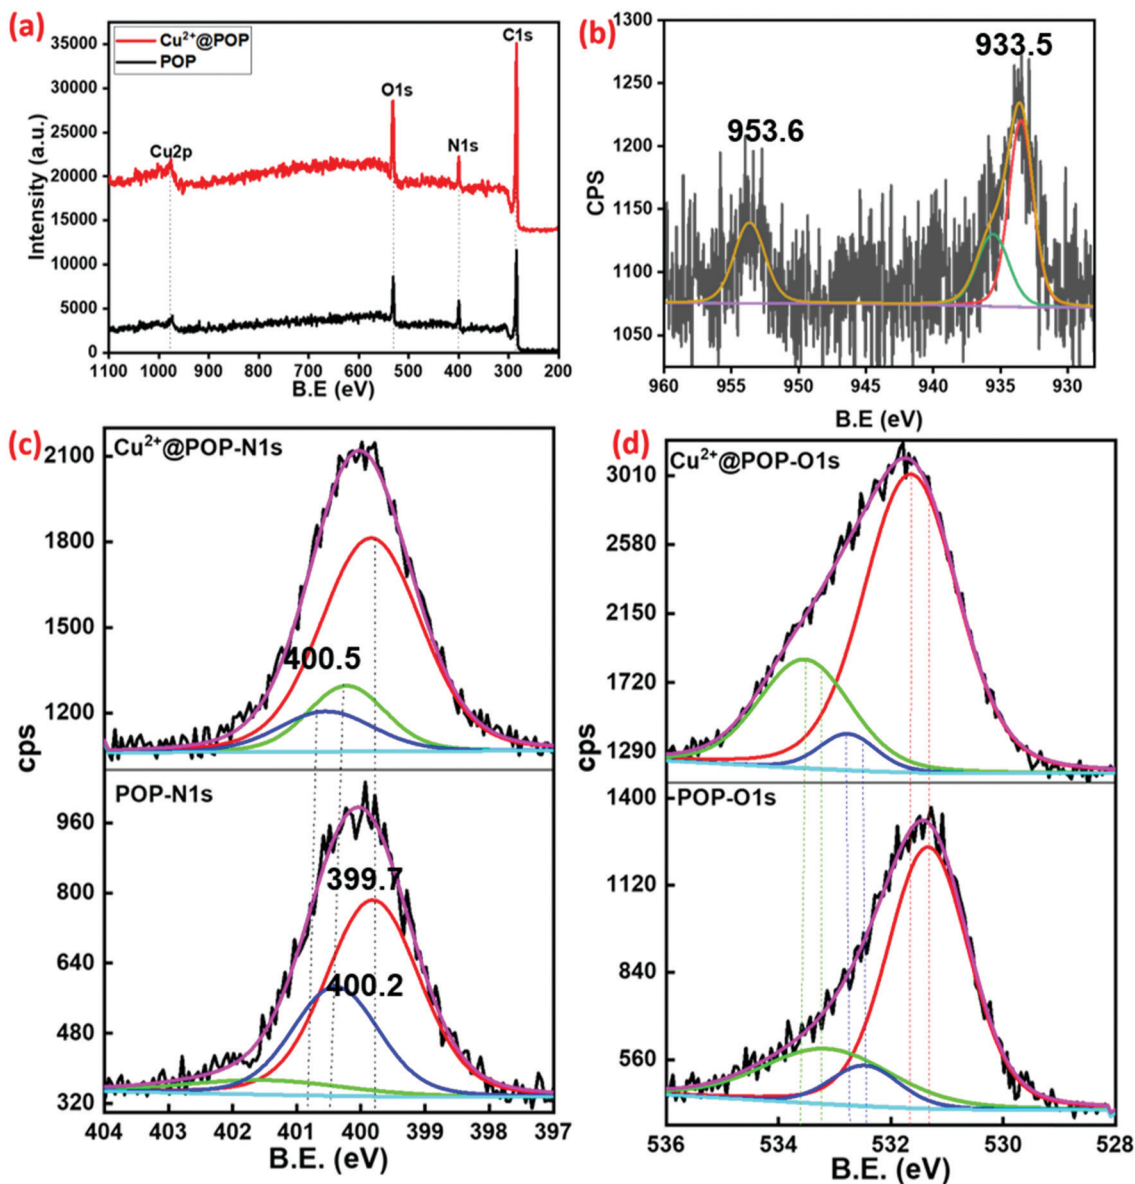 (a)
Cu²⁺@POP
POP
C1s
O1s
N1s
Cu2p
Intensity (a.u.)
35000
30000
25000
20000
15000
10000
5000
0
1100 1000 900 800 700 600 500 400 300 200
B.E (eV)
(b)
933.5
953.6
CPS
1300
1250
1200
1150
1100
1050
960 955 950 945 940 935 930
B.E (eV)
(c)
Cu²⁺@POP-N1s
2100
1800
1500
1200
400.5
cps
POP-N1s
960
800
640
480
320
399.7
400.2
404 403 402 401 400 399 398 397
B.E. (eV)
(d)
Cu²⁺@POP-O1s
3010
2580
2150
1720
1290
cps
POP-O1s
1400
1120
840
560
536 534 532 530 528
B.E. (eV)